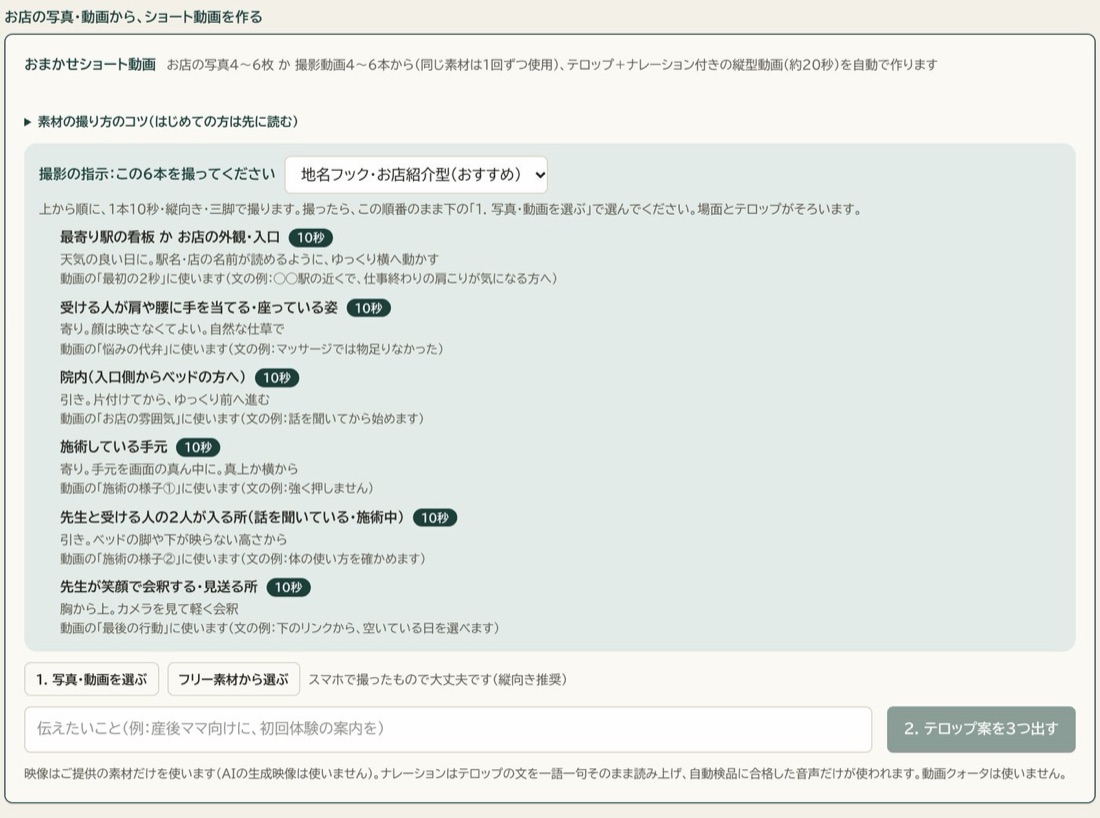 お店の写真・動画から、ショート動画を作る
おまかせショート動画 お店の写真4〜6枚 か 撮影動画4〜6本から(同じ素材は1回ずつ使用)、テロップ＋ナレーション付きの縦型動画(約20秒)を自動で作ります
▶ 素材の撮り方のコツ(はじめての方は先に読む)
撮影の指示:この6本を撮ってください 地名フック・お店紹介型(おすすめ)
上から順に、1本10秒・縦向き・三脚で撮ります。撮ったら、この順番のまま下の「1. 写真・動画を選ぶ」で選んでください。場面とテロップがそろいます。
最寄り駅の看板 か お店の外観・入口 10秒
天気の良い日に。駅名・店の名前が読めるように、ゆっくり横へ動かす
動画の「最初の2秒」に使います(文の例:〇〇駅の近くで、仕事終わりの肩こりが気になる方へ)
受ける人が肩や腰に手を当てる・座っている姿 10秒
寄り。顔は映さなくてよい。自然な仕草で
動画の「悩みの代弁」に使います(文の例:マッサージでは物足りなかった)
院内(入口側からベッドの方へ) 10秒
引き。片付けてから、ゆっくり前へ進む
動画の「お店の雰囲気」に使います(文の例:話を聞いてから始めます)
施術している手元 10秒
寄り。手元を画面の真ん中に。真上か横から
動画の「施術の様子①」に使います(文の例:強く押しません)
先生と受ける人の2人が入る所(話を聞いている・施術中) 10秒
引き。ベッドの脚や下が映らない高さから
動画の「施術の様子②」に使います(文の例:体の使い方を確かめます)
先生が笑顔で会釈する・見送る所 10秒
胸から上。カメラを見て軽く会釈
動画の「最後の行動」に使います(文の例:下のリンクから、空いている日を選べます)
1. 写真・動画を選ぶ フリー素材から選ぶ スマホで撮ったもので大丈夫です(縦向き推奨)
伝えたいこと(例:産後ママ向けに、初回体験の案内を) 2. テロップ案を3つ出す
映像はご提供の素材だけを使います(AIの生成映像は使いません)。ナレーションはテロップの文を一語一句そのまま読み上げ、自動検品に合格した音声だけが使われます。動画クォータは使いません。